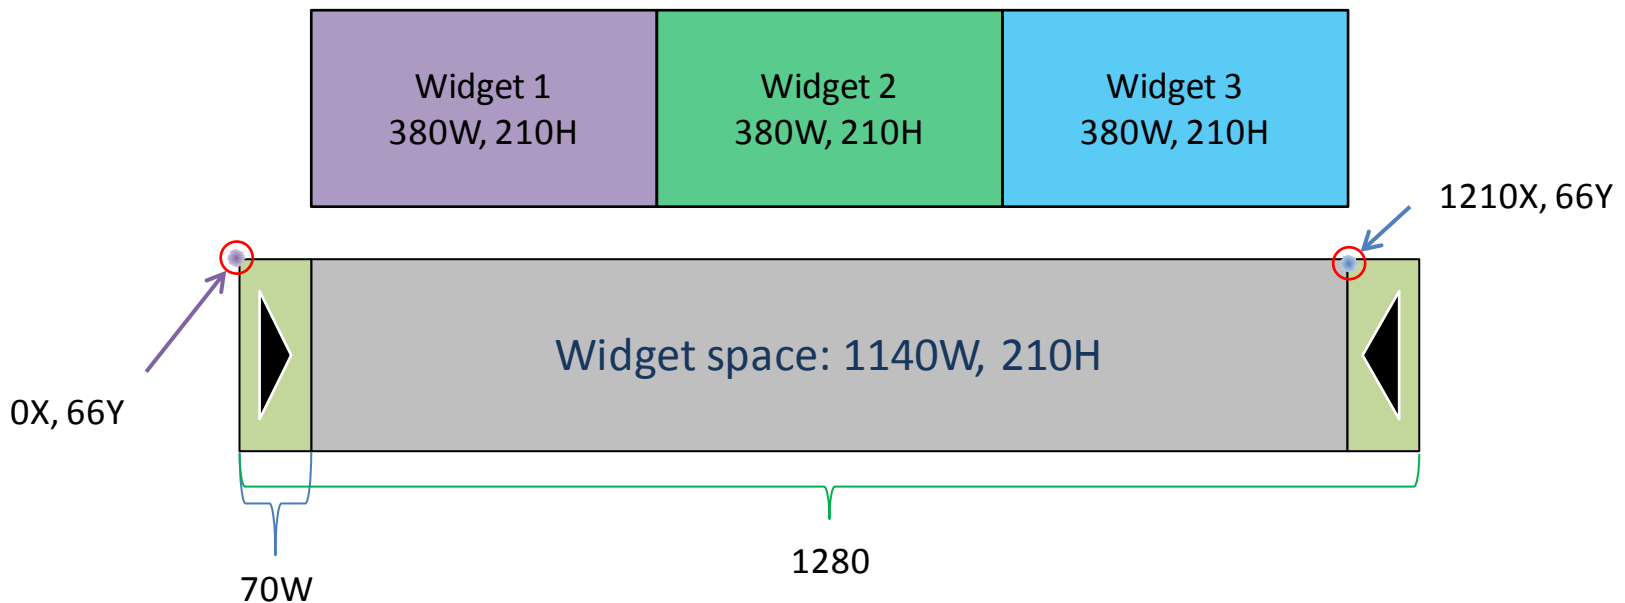 Widget 1
380W, 210H
Widget 2
380W, 210H
Widget 3
380W, 210H
1210X, 66Y
Widget space: 1140W, 210H
0X, 66Y
1280
70W